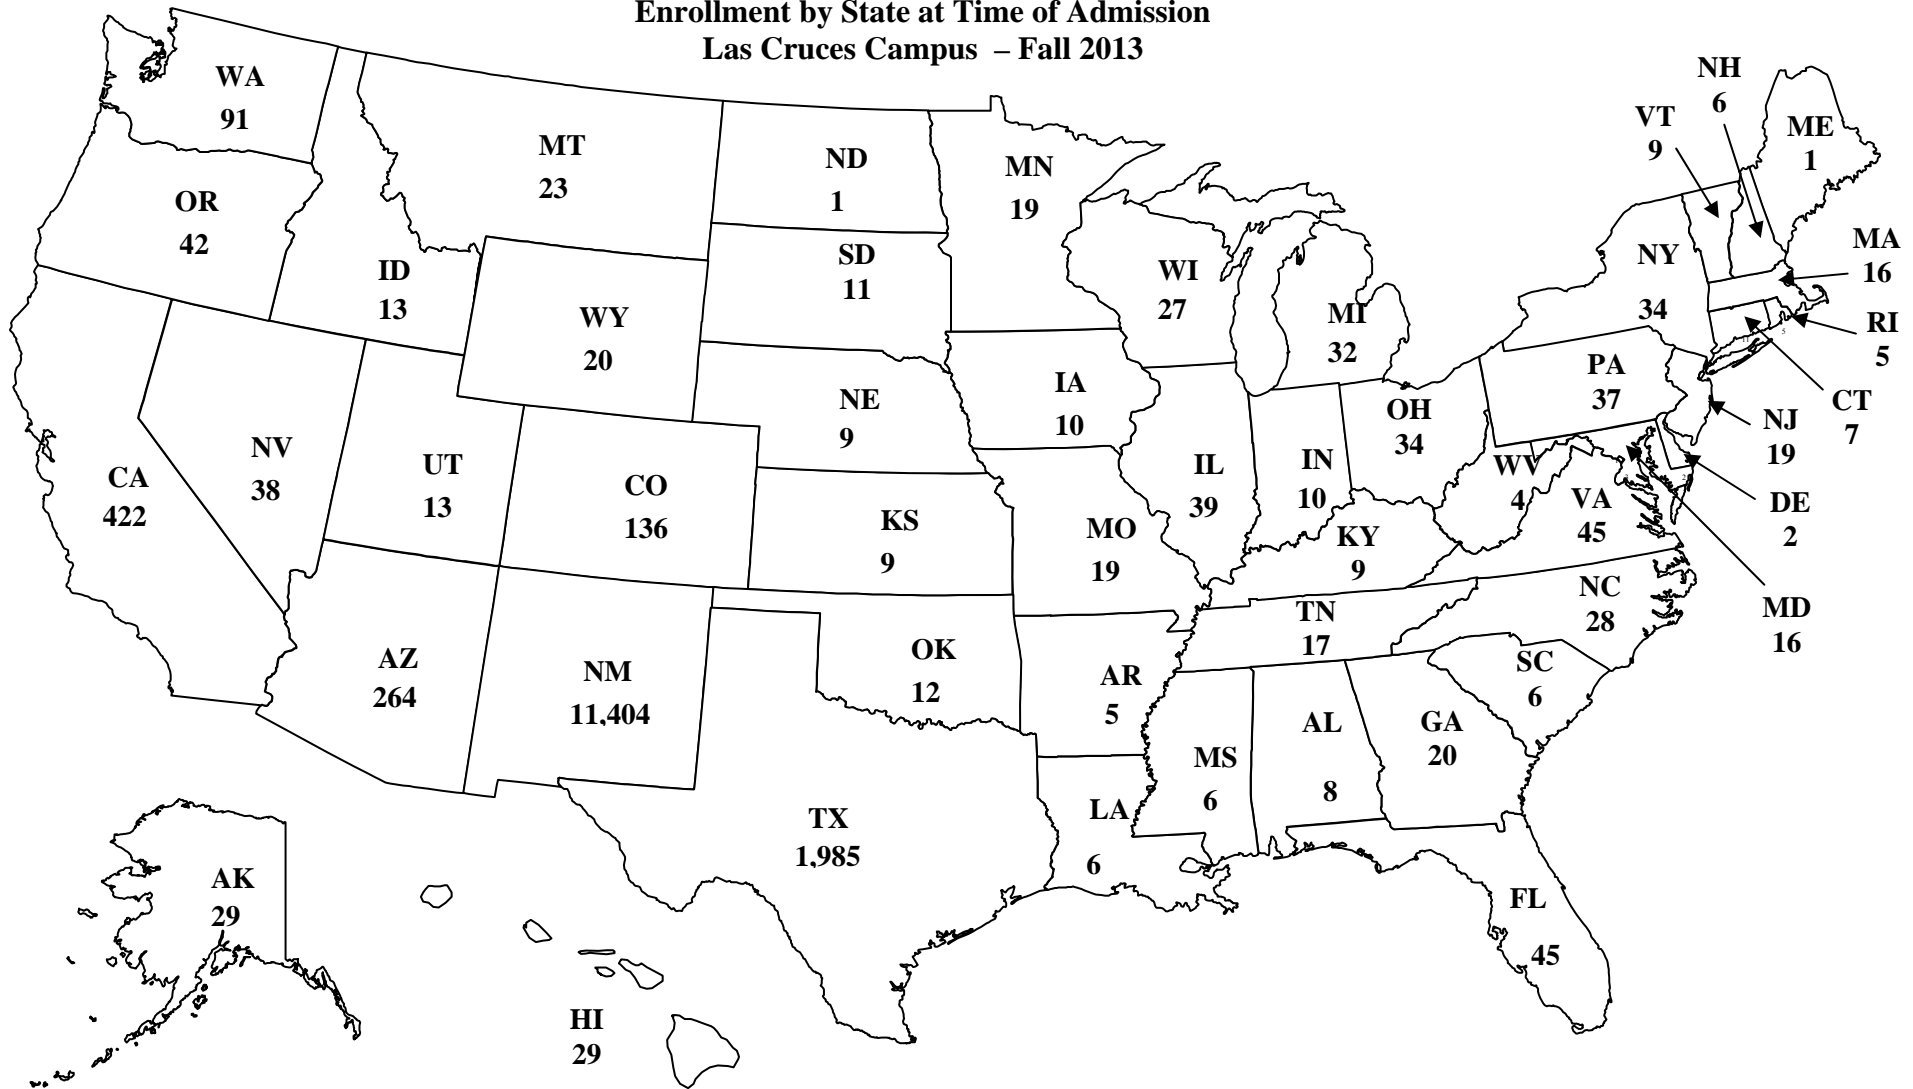 Enrollment by State at Time of Admission
Las Cruces Campus – Fall 2013
WA
91
OR
42
CA
422
NV
38
ID
13
MT
23
WY
20
UT
13
CO
136
AZ
264
NM
11,404
ND
1
SD
11
NE
9
KS
9
OK
12
TX
1,985
MN
19
IA
10
MO
19
AR
5
LA
6
WI
27
IL
39
MI
32
IN
10
OH
34
KY
9
TN
17
MS
6
AL
8
GA
20
FL
45
SC
6
NC
28
VA
45
WV
4
PA
37
NY
34
VT
9
NH
6
ME
1
MA
16
RI
5
CT
7
NJ
19
DE
2
MD
16
AK
29
HI
29